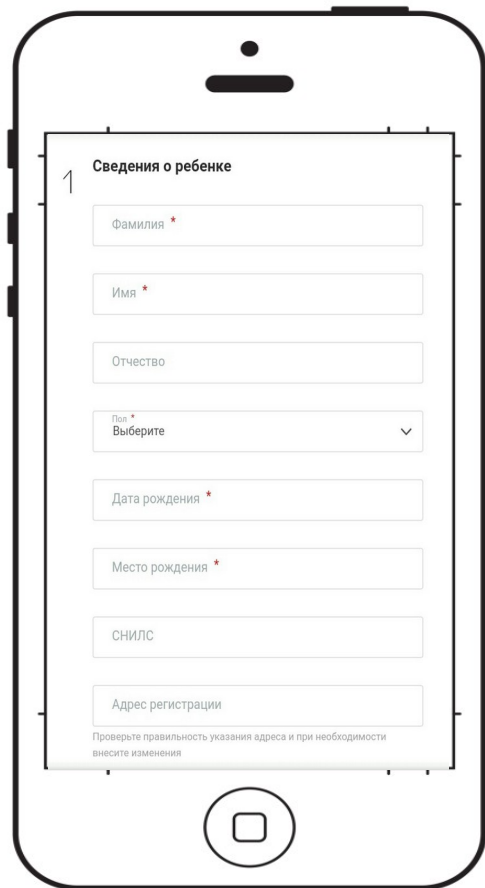 1
Сведения о ребенке
Фамилия *
Имя *
Отчество
Пол *
Выберите
Дата рождения *
Место рождения *
СНИЛС
Адрес регистрации
Проверьте правильность указания адреса и при необходимости
внесите изменения